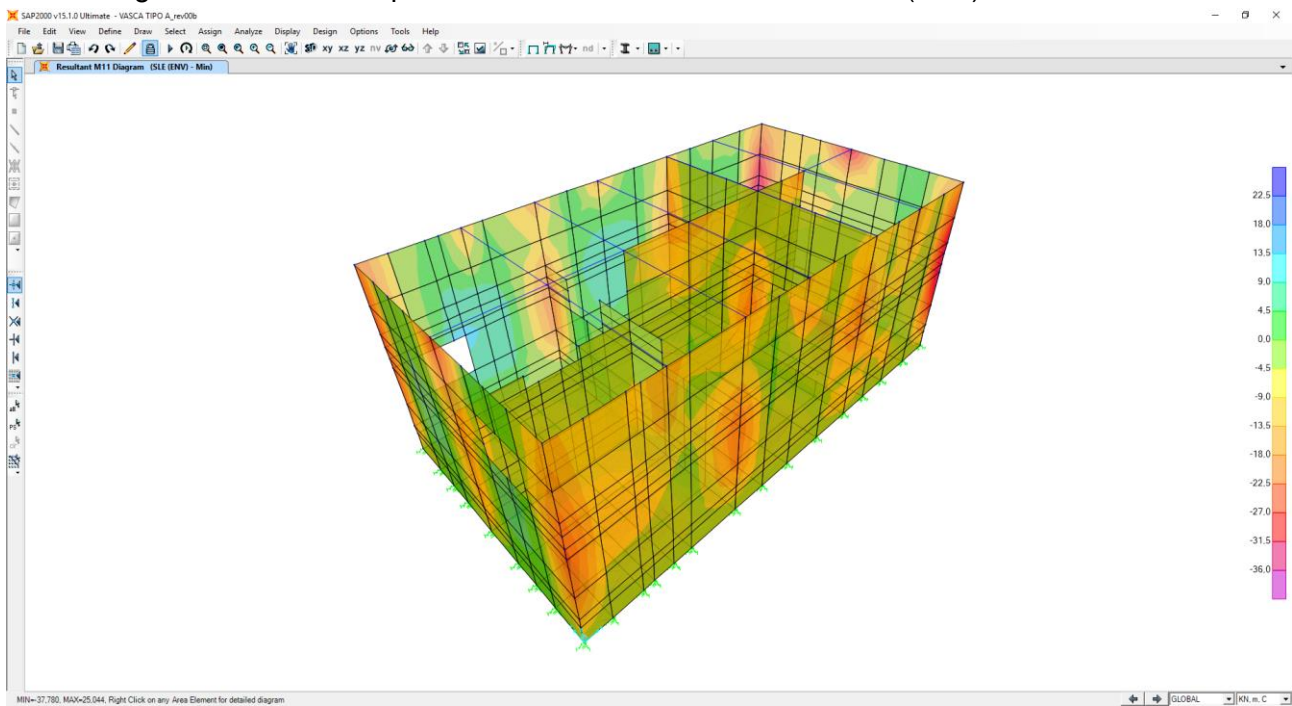 SAP2000 v15.1.0 Ultimate - VASCA TIPO A_rev00b
File Edit View Define Draw Select Assign Analyze Display Design Options Tools Help
xy xz yz nv nd
Resultant M11 Diagram (SLE (ENV) - Min)
22.5
18.0
13.5
9.0
4.5
0.0
-4.5
-9.0
-13.5
-18.0
-22.5
-27.0
-31.5
-36.0
MIN=-37,780, MAX=25,044, Right Click on any Area Element for detailed diagram
GLOBAL
KN, m, C